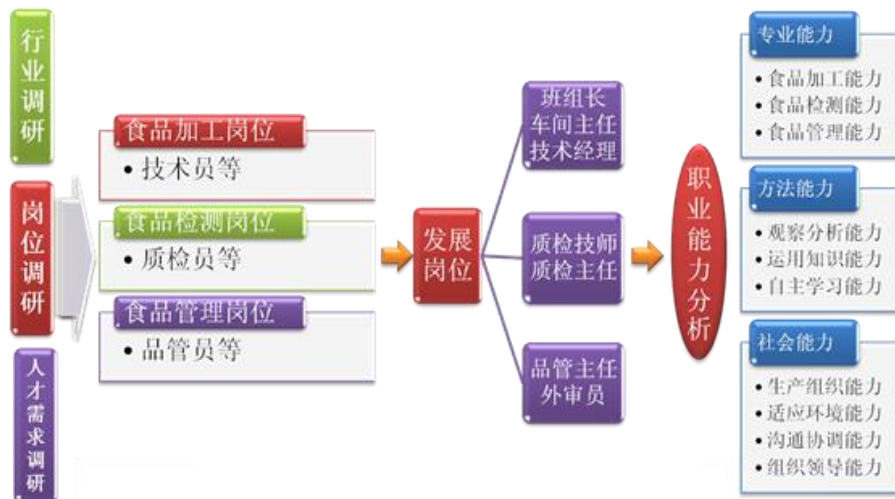 行业调研
岗位调研
人才需求调研
食品加工岗位
• 技术员等
食品检测岗位
• 质检员等
食品管理岗位
• 品管员等
发展
岗位
班组长
车间主任
技术经理
质检技师
质检主任
品管主任
外审员
职业能力分析
专业能力
• 食品加工能力
• 食品检测能力
• 食品管理能力
方法能力
• 观察分析能力
• 运用知识能力
• 自主学习能力
社会能力
• 生产组织能力
• 适应环境能力
• 沟通协调能力
• 组织领导能力